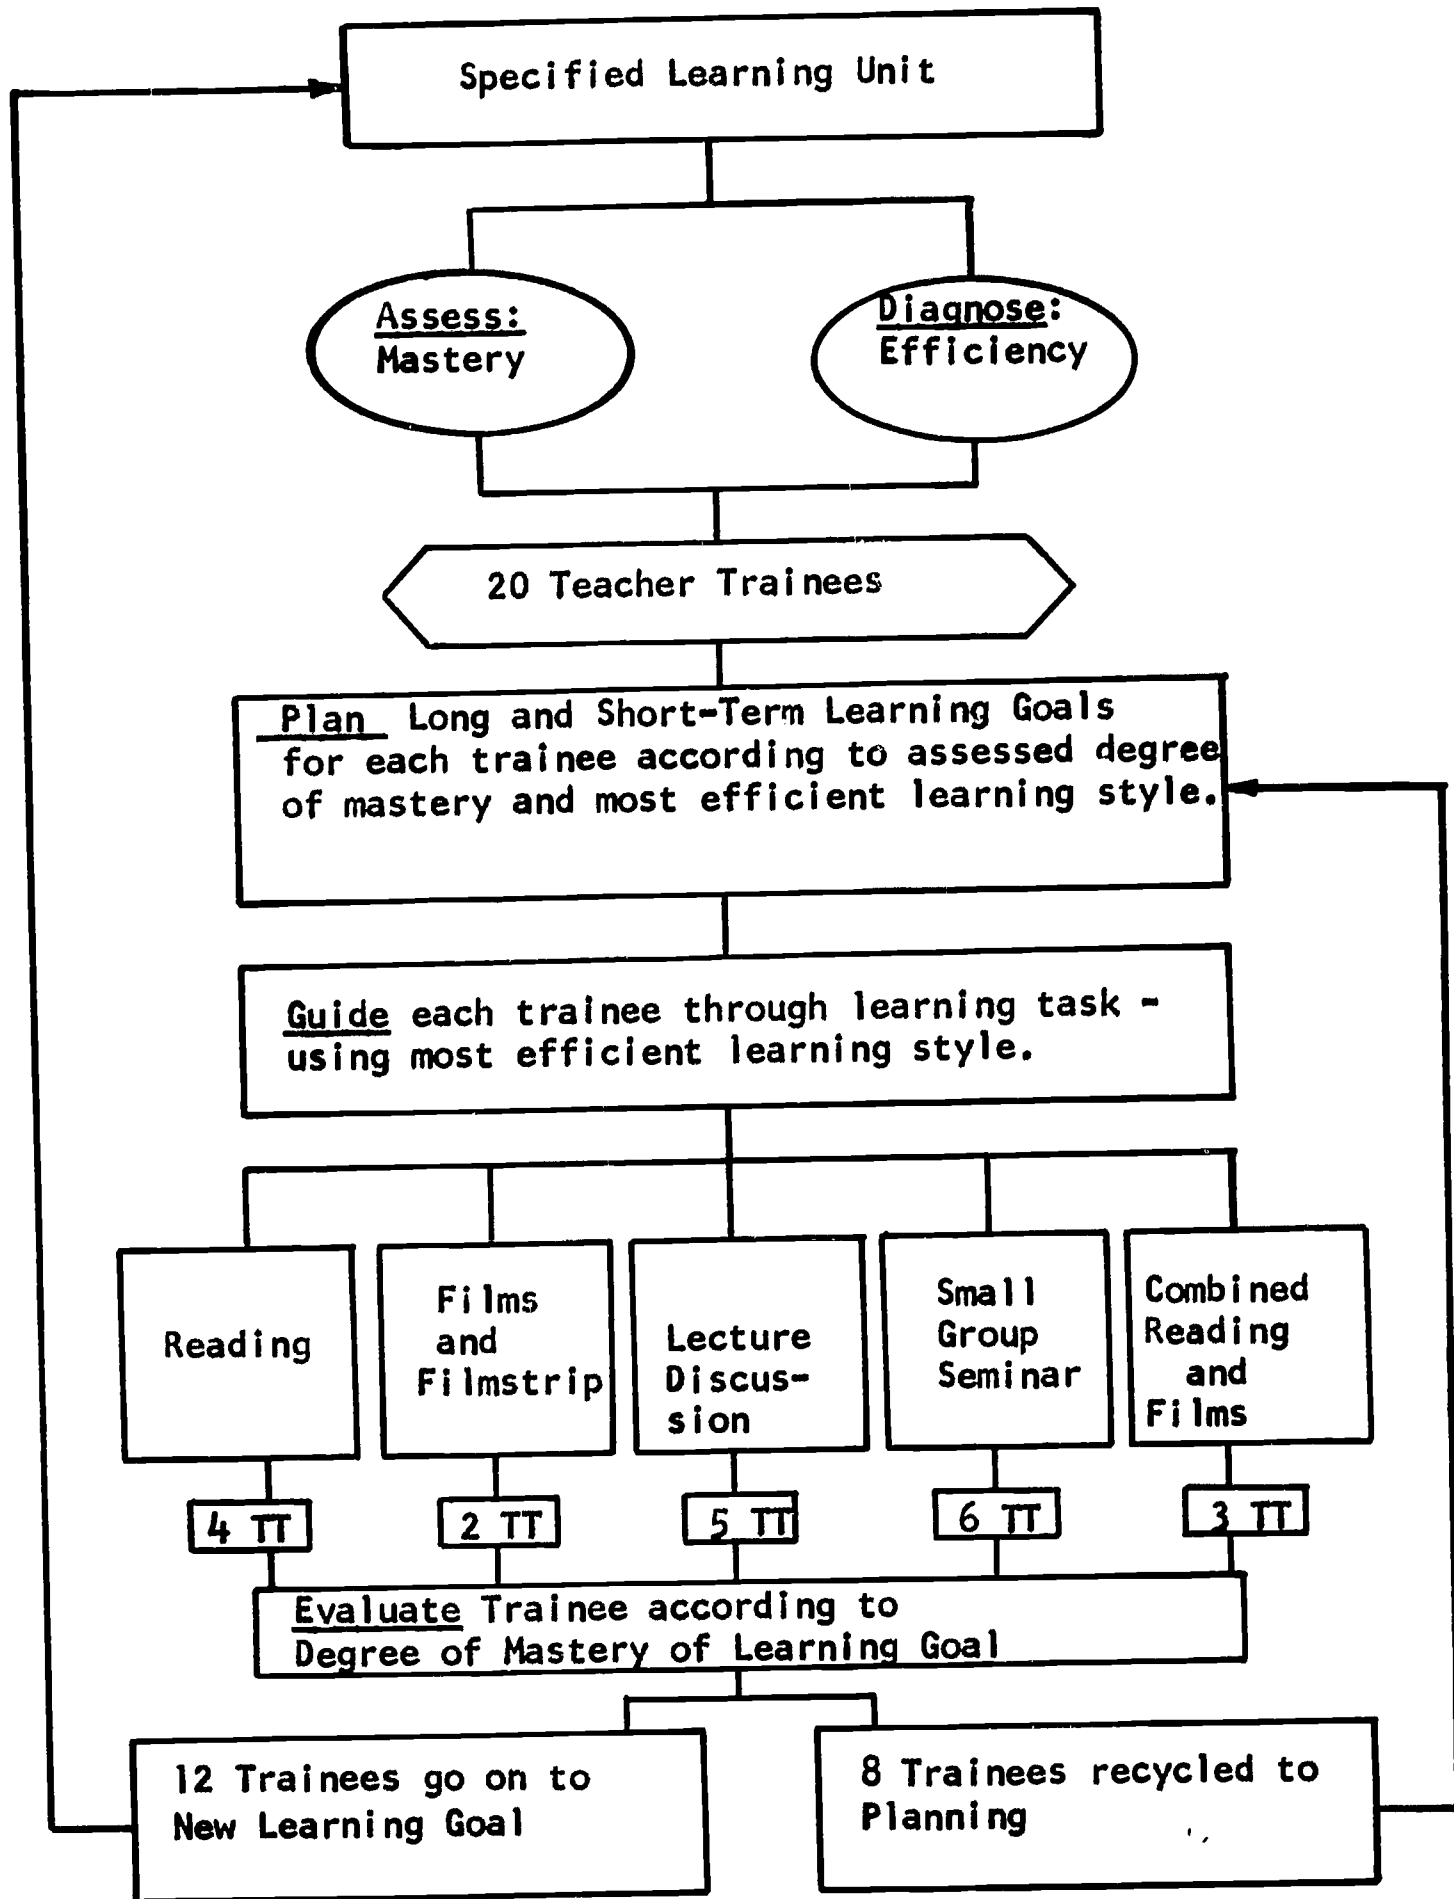 Specified Learning Unit
Assess:
Mastery
Diagnose:
Efficiency
20 Teacher Trainees
Plan Long and Short-Term Learning Goals
for each trainee according to assessed degree
of mastery and most efficient learning style.
Guide each trainee through learning task -
using most efficient learning style.
Reading
Films
and
Filmstrip
Lecture
Discus-
sion
Small
Group
Seminar
Combined
Reading
and
Films
4 TT
2 TT
5 TT
6 TT
3 TT
Evaluate Trainee according to
Degree of Mastery of Learning Goal
12 Trainees go on to
New Learning Goal
8 Trainees recycled to
Planning